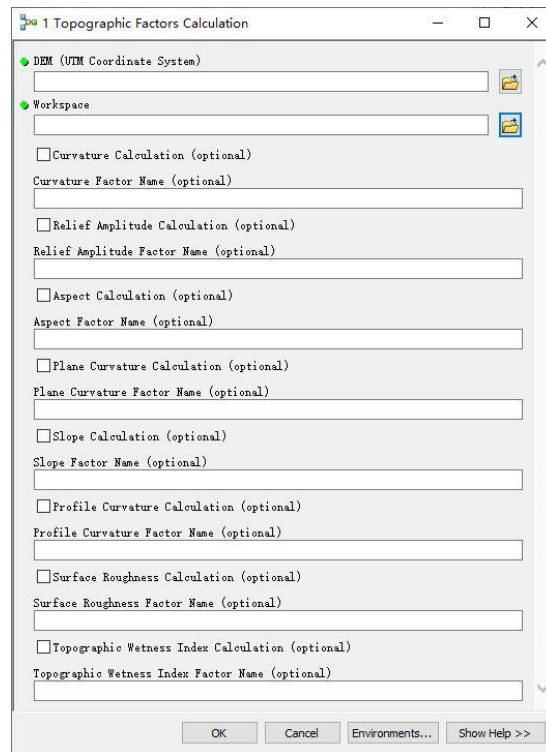 1 Topographic Factors Calculation
DEM (UTM Coordinate System)
Workspace
Curvature Calculation (optional)
Curvature Factor Name (optional)
Relief Amplitude Calculation (optional)
Relief Amplitude Factor Name (optional)
Aspect Calculation (optional)
Aspect Factor Name (optional)
Plane Curvature Calculation (optional)
Plane Curvature Factor Name (optional)
Slope Calculation (optional)
Slope Factor Name (optional)
Profile Curvature Calculation (optional)
Profile Curvature Factor Name (optional)
Surface Roughness Calculation (optional)
Surface Roughness Factor Name (optional)
Topographic Wetness Index Calculation (optional)
Topographic Wetness Index Factor Name (optional)
OK Cancel Environments... Show Help >>